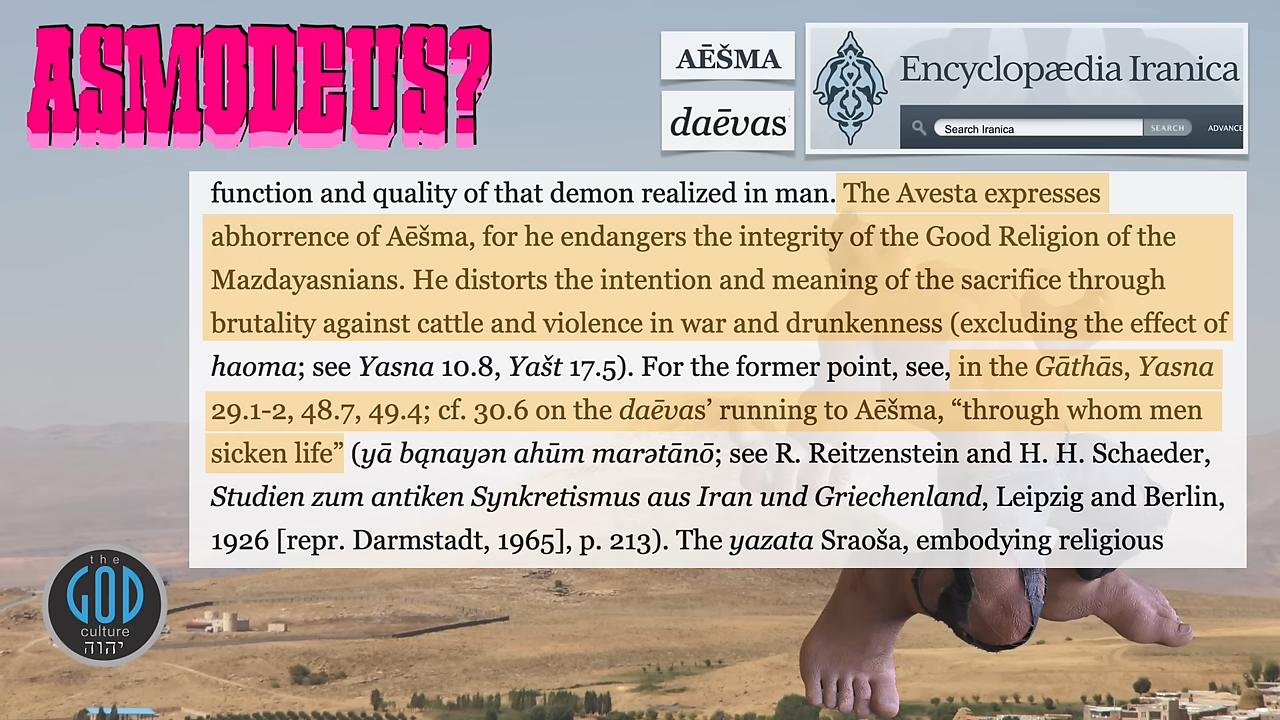 ASMODEUS?
AĒŠMA
daēvas
Encyclopædia Iranica
Search Iranica
SEARCH
ADVANCE
function and quality of that demon realized in man. The Avesta expresses
abhorrence of Aēšma, for he endangers the integrity of the Good Religion of the
Mazdayasnians. He distorts the intention and meaning of the sacrifice through
brutality against cattle and violence in war and drunkenness (excluding the effect of
haoma; see Yasna 10.8, Yašt 17.5). For the former point, see, in the Gāthās, Yasna
29.1-2, 48.7, 49.4; cf. 30.6 on the daēvas’ running to Aēšma, “through whom men
sicken life” (yā bąnayən ahūm marətānō; see R. Reitzenstein and H. H. Schaeder,
Studien zum antiken Synkretismus aus Iran und Griechenland, Leipzig and Berlin,
1926 [repr. Darmstadt, 1965], p. 213). The yazata Sraoša, embodying religious
the
GOD
culture
יהוה